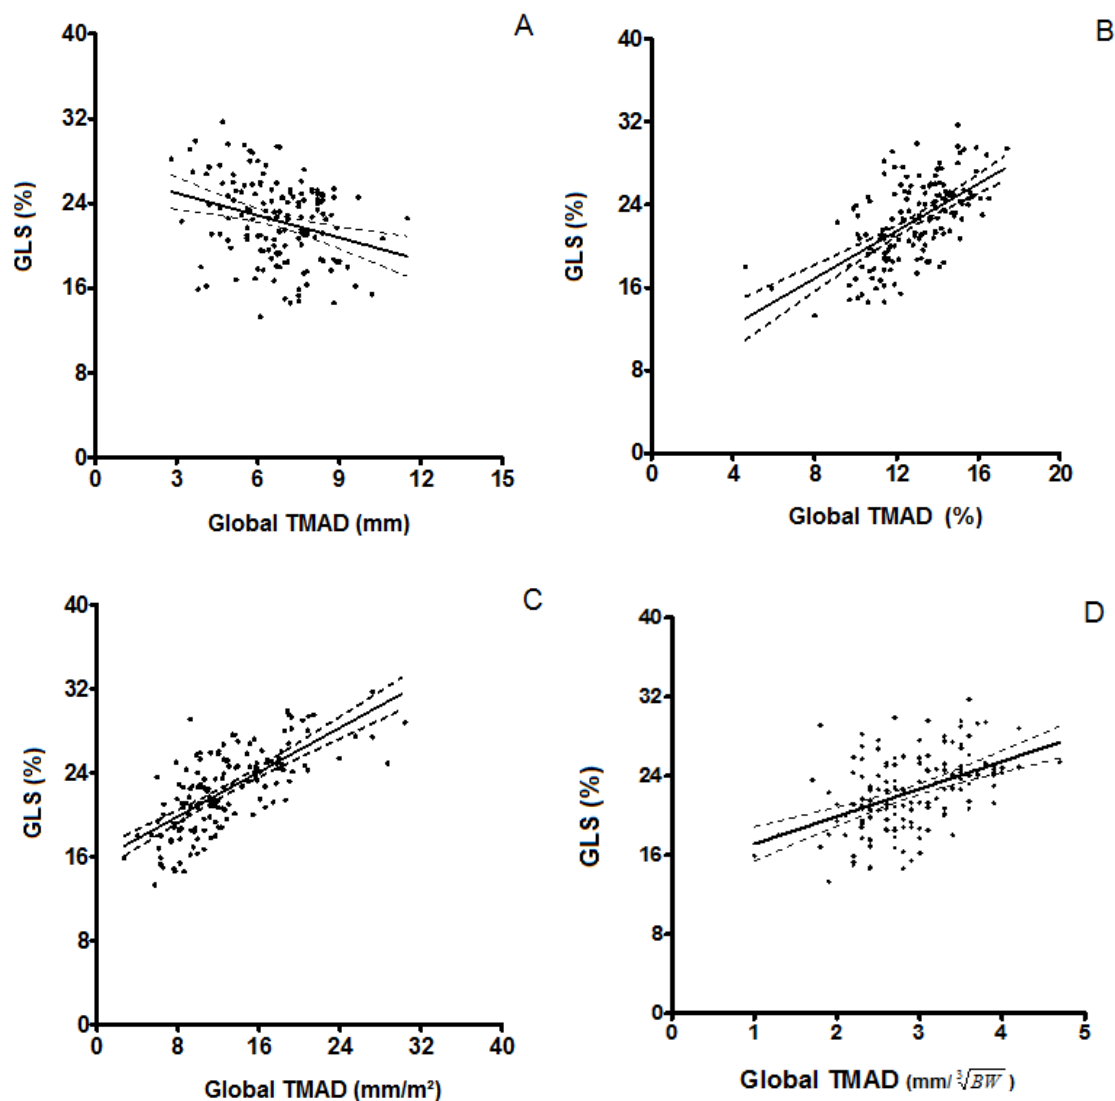 A
40
32
24
16
8
0
GLS (%)
0 3 6 9 12 15
Global TMAD (mm)
B
40
32
24
16
8
0
GLS (%)
0 4 8 12 16 20
Global TMAD (%)
C
40
32
24
16
8
0
GLS (%)
0 8 16 24 32 40
Global TMAD (mm/m²)
D
40
32
24
16
8
0
GLS (%)
0 1 2 3 4 5
Global TMAD (mm/∛BW)